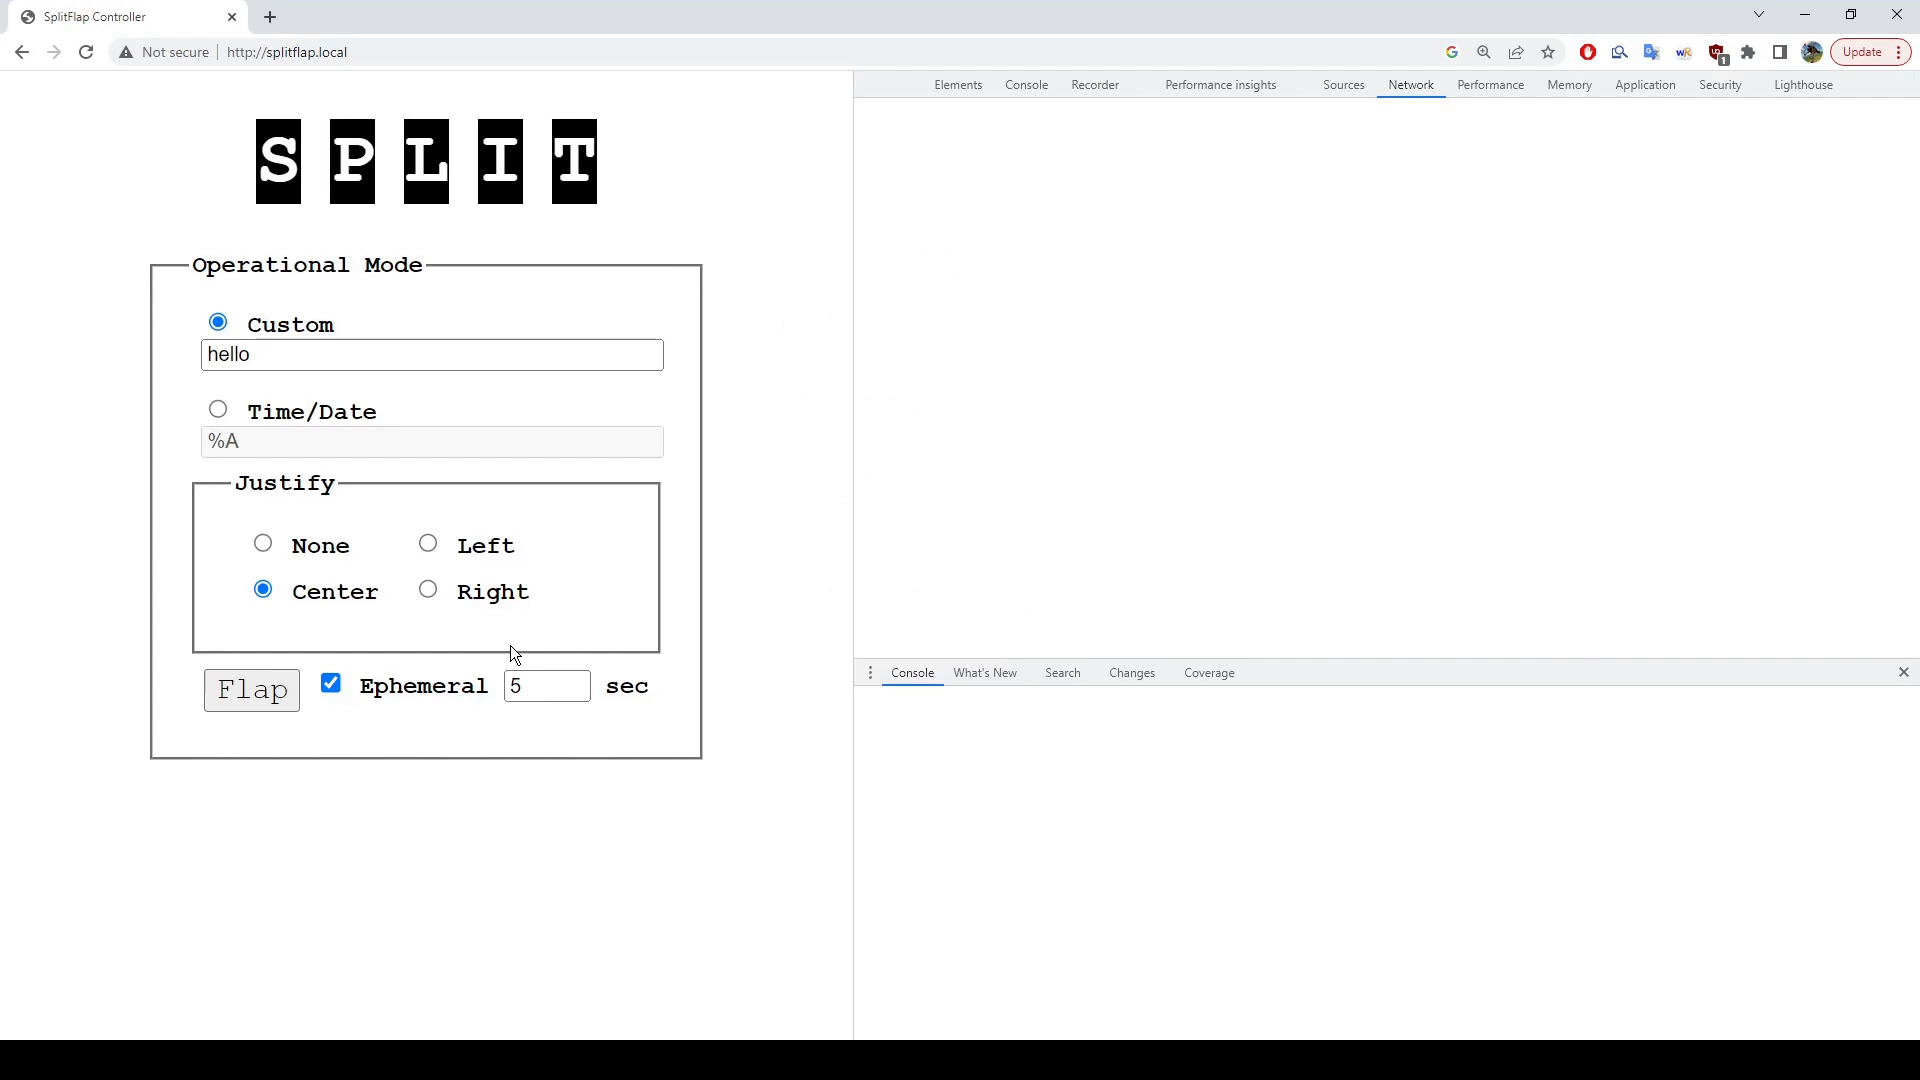 SplitFlap Controller
Not secure http://splitflap.local
1
Update
Elements Console Recorder Performance insights Sources Network Performance Memory Application Security Lighthouse
S P L I T
Operational Mode
Custom
hello
Time/Date
%A
Justify
None Left
Center Right
Flap Ephemeral 5 sec
Console What's New Search Changes Coverage